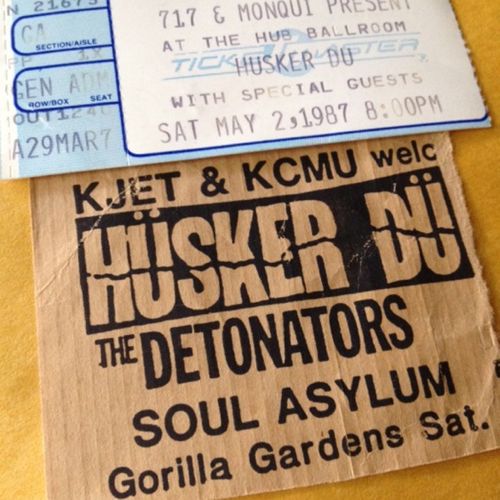 N 21673
717 & MONQUI PRESENT
AT THE HUB BALLROOM
TICKETMASTER
HUSKER DU
WITH SPECIAL GUESTS
SAT MAY 2,1987 8:00PM
SECTION/AISLE
CA
1X
GEN ADM
ROW/BOX SEAT
A29MAR7
KJET & KCMU welc
HÜSKER DÜ
THE DETONATORS
SOUL ASYLUM
Gorilla Gardens Sat.